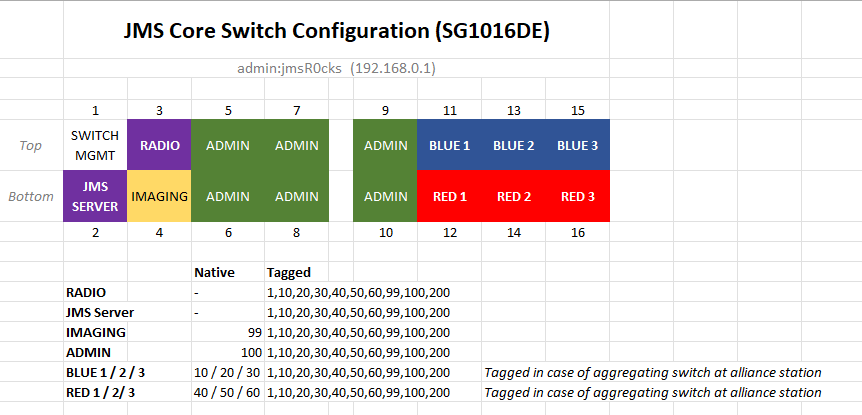 JMS Core Switch Configuration (SG1016DE)
admin:jmsR0cks (192.168.0.1)
1 3 5 7 9 11 13 15
Top SWITCH MGMT RADIO ADMIN ADMIN ADMIN BLUE 1 BLUE 2 BLUE 3
Bottom JMS SERVER IMAGING ADMIN ADMIN ADMIN RED 1 RED 2 RED 3
2 4 6 8 10 12 14 16
Native Tagged
RADIO - 1,10,20,30,40,50,60,99,100,200
JMS Server - 1,10,20,30,40,50,60,99,100,200
IMAGING 99 1,10,20,30,40,50,60,99,100,200
ADMIN 100 1,10,20,30,40,50,60,99,100,200
BLUE 1 / 2 / 3 10 / 20 / 30 1,10,20,30,40,50,60,99,100,200 Tagged in case of aggregating switch at alliance station
RED 1 / 2/ 3 40 / 50 / 60 1,10,20,30,40,50,60,99,100,200 Tagged in case of aggregating switch at alliance station